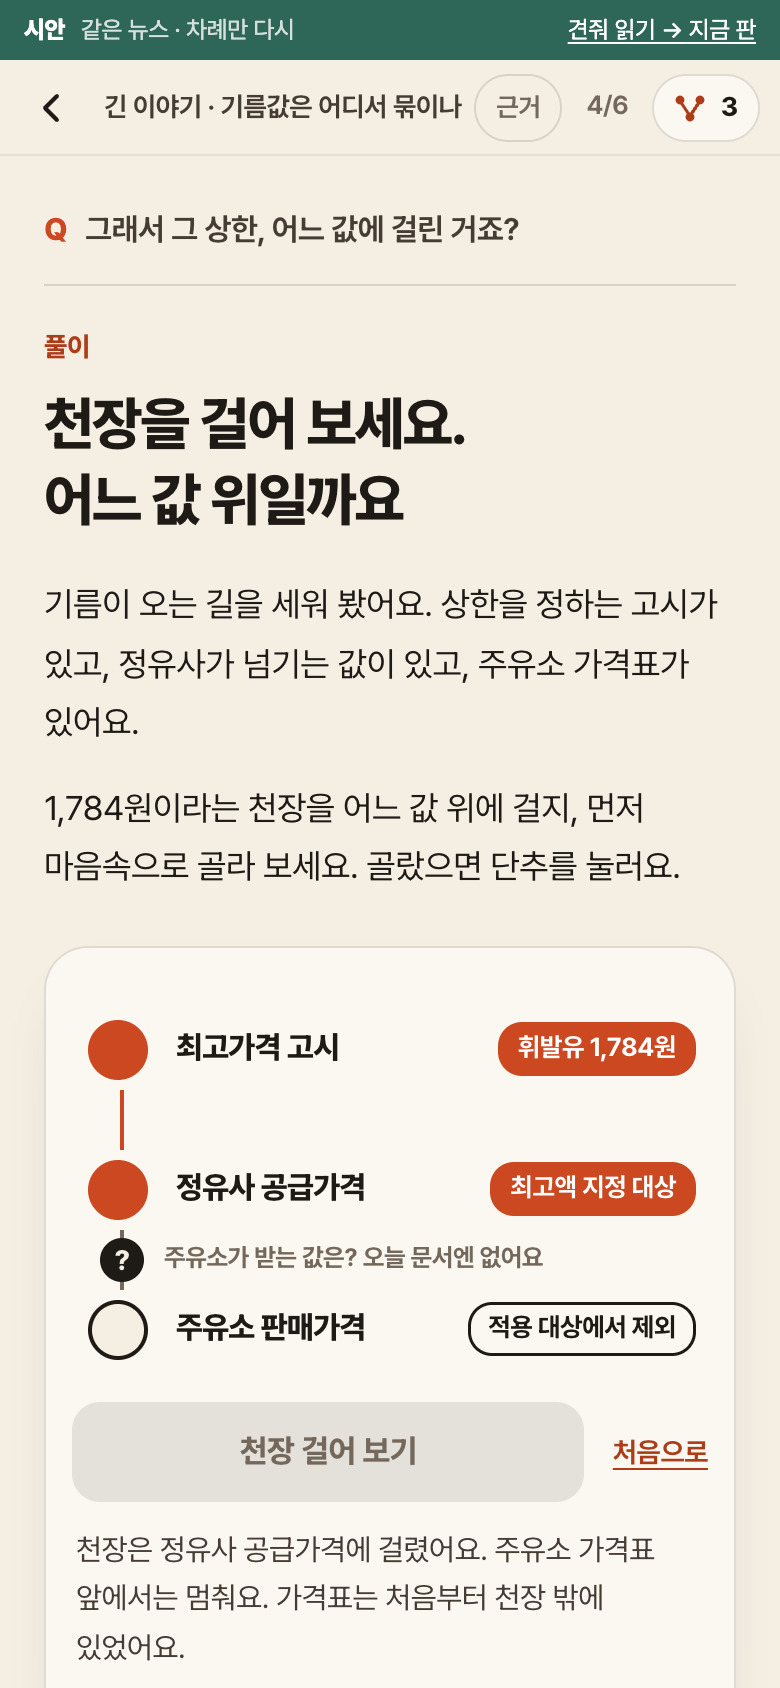 시안 같은 뉴스 · 차례만 다시 견줘 읽기 → 지금 판
긴 이야기 · 기름값은 어디서 묶이나 근거 4/6 3
Q 그래서 그 상한, 어느 값에 걸린 거죠?
풀이
천장을 걸어 보세요.
어느 값 위일까요
기름이 오는 길을 세워 봤어요. 상한을 정하는 고시가
있고, 정유사가 넘기는 값이 있고, 주유소 가격표가
있어요.
1,784원이라는 천장을 어느 값 위에 걸지, 먼저
마음속으로 골라 보세요. 골랐으면 단추를 눌러요.
최고가격 고시 휘발유 1,784원
정유사 공급가격 최고액 지정 대상
? 주유소가 받는 값은? 오늘 문서엔 없어요
주유소 판매가격 적용 대상에서 제외
천장 걸어 보기 처음으로
천장은 정유사 공급가격에 걸렸어요. 주유소 가격표
앞에서는 멈춰요. 가격표는 처음부터 천장 밖에
있었어요.